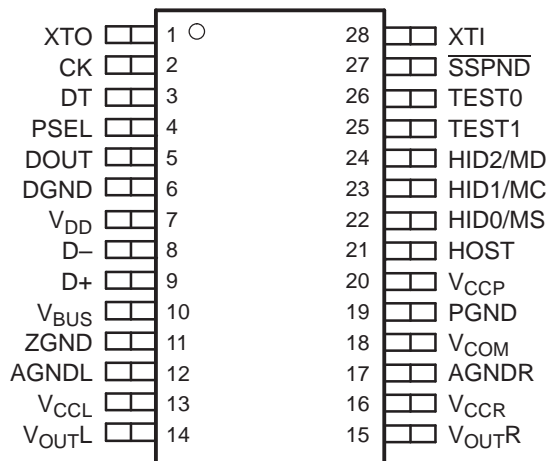 XTO 1 28 XTI
CK 2 27 SSPND
DT 3 26 TEST0
PSEL 4 25 TEST1
DOUT 5 24 HID2/MD
DGND 6 23 HID1/MC
VDD 7 22 HID0/MS
D– 8 21 HOST
D+ 9 20 VCCP
VBUS 10 19 PGND
ZGND 11 18 VCOM
AGNDL 12 17 AGNDR
VCCL 13 16 VCCR
VOUTL 14 15 VOUTR